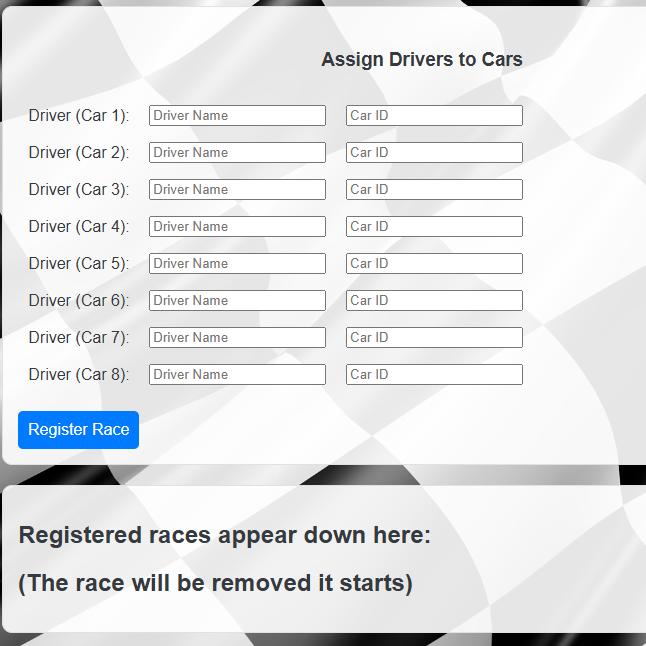 Assign Drivers to Cars
Driver (Car 1): Driver Name Car ID
Driver (Car 2): Driver Name Car ID
Driver (Car 3): Driver Name Car ID
Driver (Car 4): Driver Name Car ID
Driver (Car 5): Driver Name Car ID
Driver (Car 6): Driver Name Car ID
Driver (Car 7): Driver Name Car ID
Driver (Car 8): Driver Name Car ID
Register Race
Registered races appear down here:
(The race will be removed it starts)